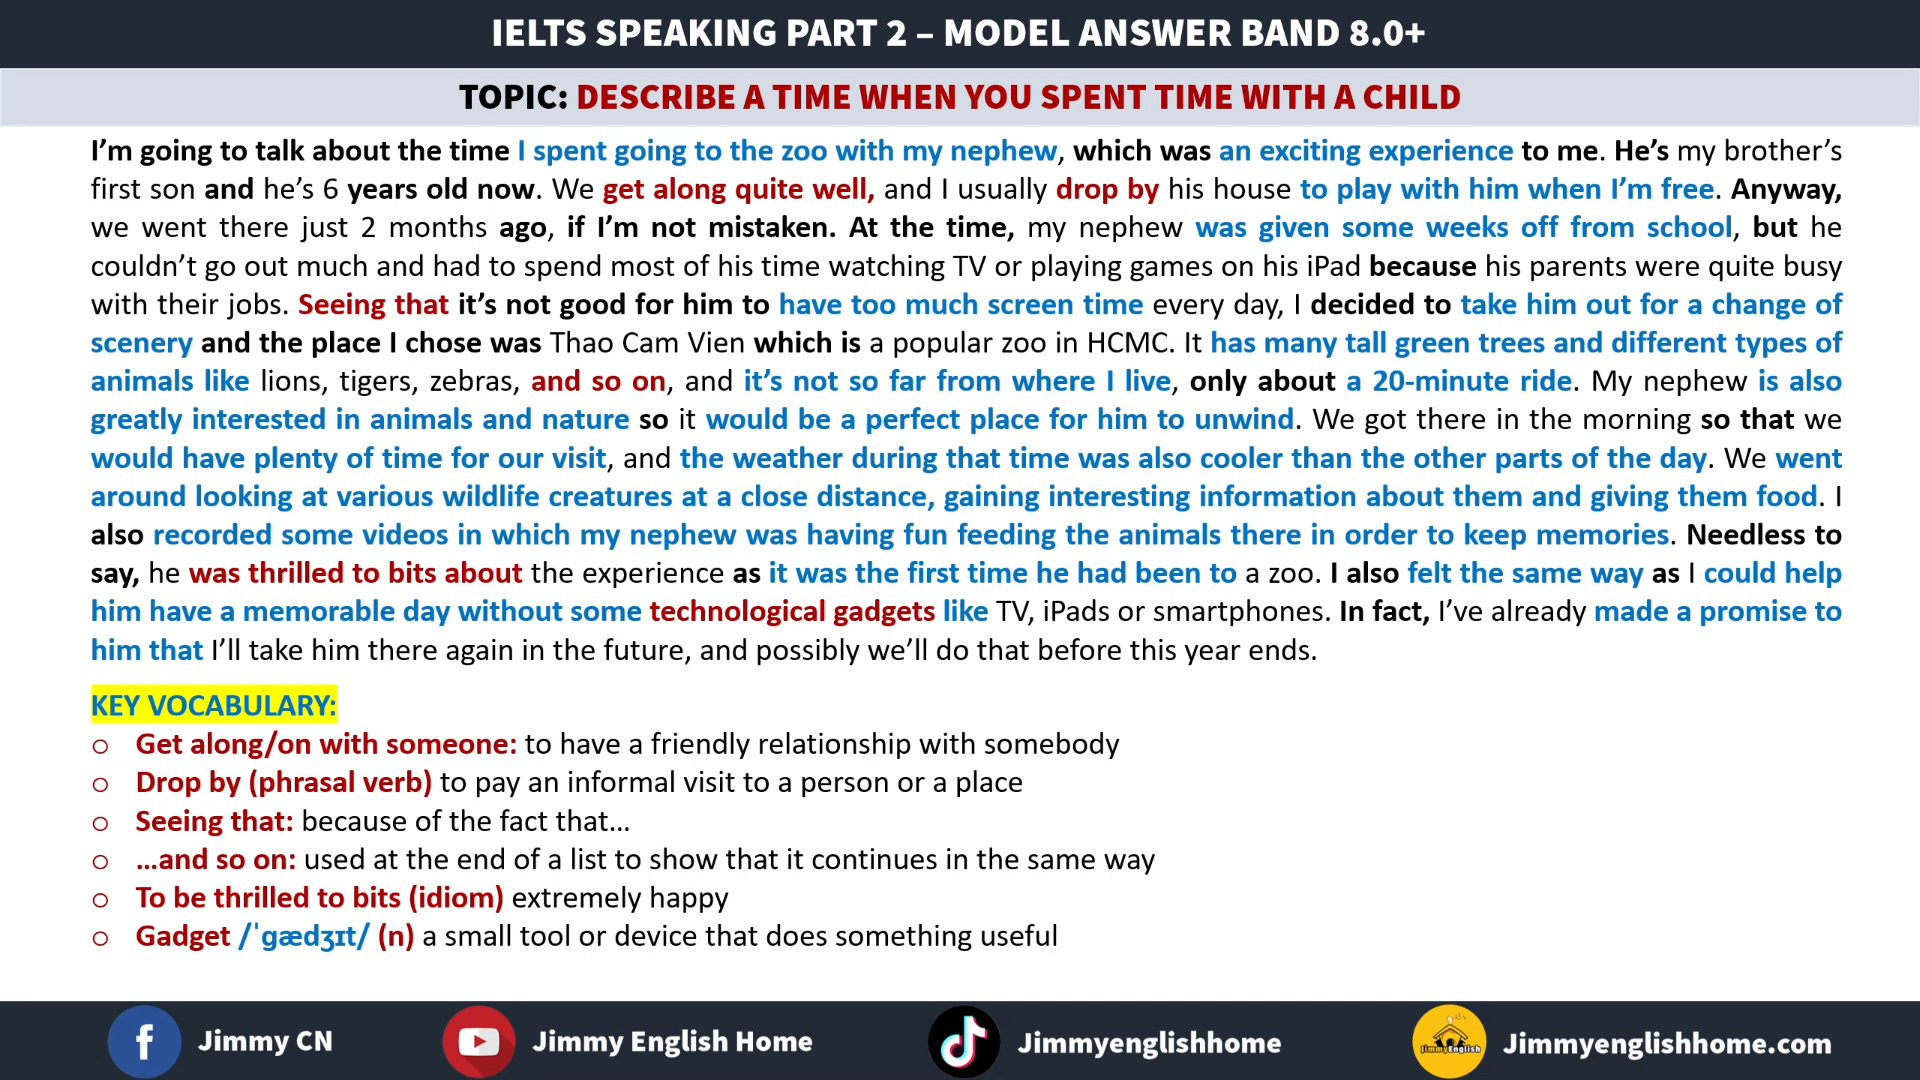 IELTS SPEAKING PART 2 – MODEL ANSWER BAND 8.0+
TOPIC: DESCRIBE A TIME WHEN YOU SPENT TIME WITH A CHILD
I’m going to talk about the time I spent going to the zoo with my nephew, which was an exciting experience to me. He’s my brother’s
first son and he’s 6 years old now. We get along quite well, and I usually drop by his house to play with him when I’m free. Anyway,
we went there just 2 months ago, if I’m not mistaken. At the time, my nephew was given some weeks off from school, but he
couldn’t go out much and had to spend most of his time watching TV or playing games on his iPad because his parents were quite busy
with their jobs. Seeing that it’s not good for him to have too much screen time every day, I decided to take him out for a change of
scenery and the place I chose was Thao Cam Vien which is a popular zoo in HCMC. It has many tall green trees and different types of
animals like lions, tigers, zebras, and so on, and it’s not so far from where I live, only about a 20-minute ride. My nephew is also
greatly interested in animals and nature so it would be a perfect place for him to unwind. We got there in the morning so that we
would have plenty of time for our visit, and the weather during that time was also cooler than the other parts of the day. We went
around looking at various wildlife creatures at a close distance, gaining interesting information about them and giving them food. I
also recorded some videos in which my nephew was having fun feeding the animals there in order to keep memories. Needless to
say, he was thrilled to bits about the experience as it was the first time he had been to a zoo. I also felt the same way as I could help
him have a memorable day without some technological gadgets like TV, iPads or smartphones. In fact, I’ve already made a promise to
him that I’ll take him there again in the future, and possibly we’ll do that before this year ends.
KEY VOCABULARY:
o Get along/on with someone: to have a friendly relationship with somebody
o Drop by (phrasal verb) to pay an informal visit to a person or a place
o Seeing that: because of the fact that…
o …and so on: used at the end of a list to show that it continues in the same way
o To be thrilled to bits (idiom) extremely happy
o Gadget /ˈɡædʒɪt/ (n) a small tool or device that does something useful
Jimmy CN
Jimmy English Home
Jimmyenglishhome
JimmyEnglish
Jimmyenglishhome.com